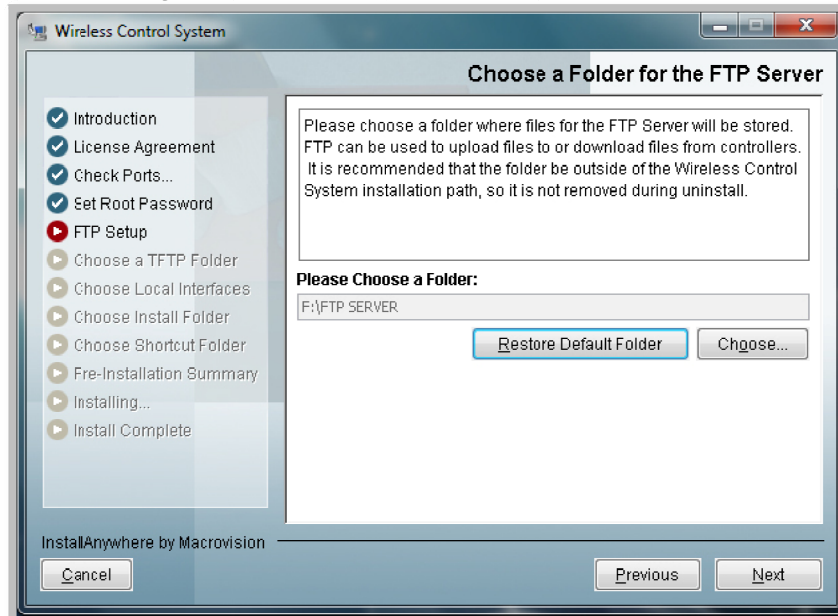 Wireless Control System
Choose a Folder for the FTP Server
Introduction
License Agreement
Check Ports...
Set Root Password
FTP Setup
Choose a TFTP Folder
Choose Local Interfaces
Choose Install Folder
Choose Shortcut Folder
Pre-Installation Summary
Installing...
Install Complete
Please choose a folder where files for the FTP Server will be stored.
FTP can be used to upload files to or download files from controllers.
It is recommended that the folder be outside of the Wireless Control
System installation path, so it is not removed during uninstall.
Please Choose a Folder:
F:\FTP SERVER
Restore Default Folder
Choose...
InstallAnywhere by Macrovision
Cancel
Previous
Next